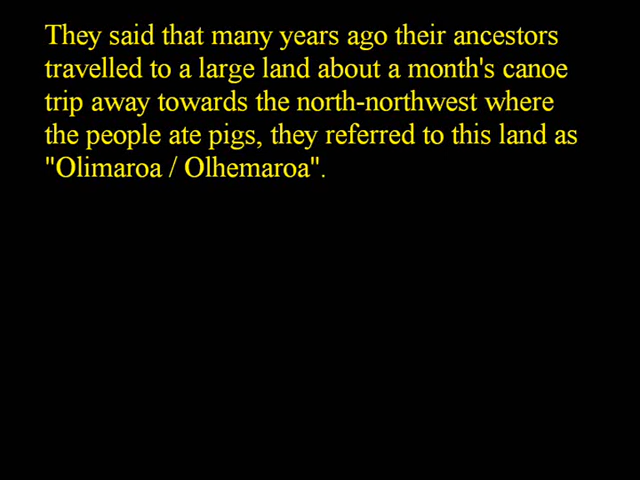 They said that many years ago their ancestors
travelled to a large land about a month's canoe
trip away towards the north-northwest where
the people ate pigs, they referred to this land as
"Olimaroa / Olhemaroa".